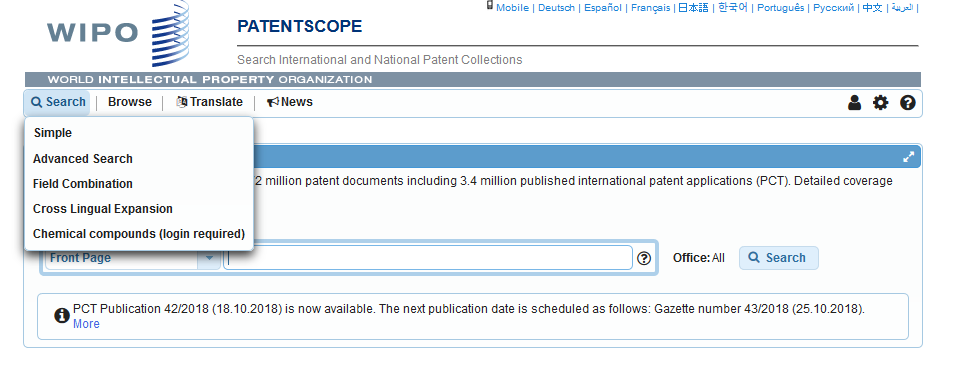 Mobile | Deutsch | Español | Français | 日本語 | 한국어 | Português | Русский | 中文 | العربية |
WIPO
PATENTSCOPE
Search International and National Patent Collections
WORLD INTELLECTUAL PROPERTY ORGANIZATION
Search | Browse | Translate | News
Simple
Advanced Search
Field Combination
Cross Lingual Expansion
Chemical compounds (login required)
2 million patent documents including 3.4 million published international patent applications (PCT). Detailed coverage
Front Page Office: All Search
PCT Publication 42/2018 (18.10.2018) is now available. The next publication date is scheduled as follows: Gazette number 43/2018 (25.10.2018).
More